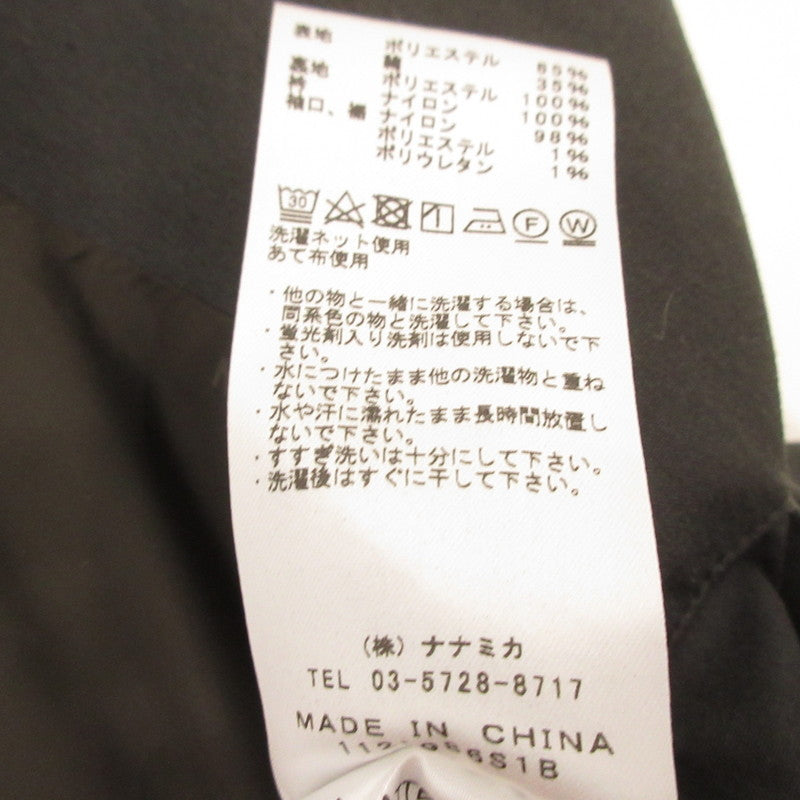 表地 ポリエステル 65%
綿 35%
裏地 ポリエステル 100%
衿 ナイロン 100%
袖口、裾 ナイロン 98%
ポリエステル 1%
ポリウレタン 1%
30 F W
洗濯ネット使用
あて布使用
・他の物と一緒に洗濯する場合は、
同系色の物と洗濯して下さい。
・蛍光剤入り洗剤は使用しないで下
さい。
・水につけたまま他の洗濯物と重ね
ないで下さい。
・水や汗に濡れたまま長時間放置し
ないで下さい。
・すすぎ洗いは十分にして下さい。
・洗濯後はすぐに干して下さい。
(株) ナナミカ
TEL 03-5728-8717
MADE IN CHINA